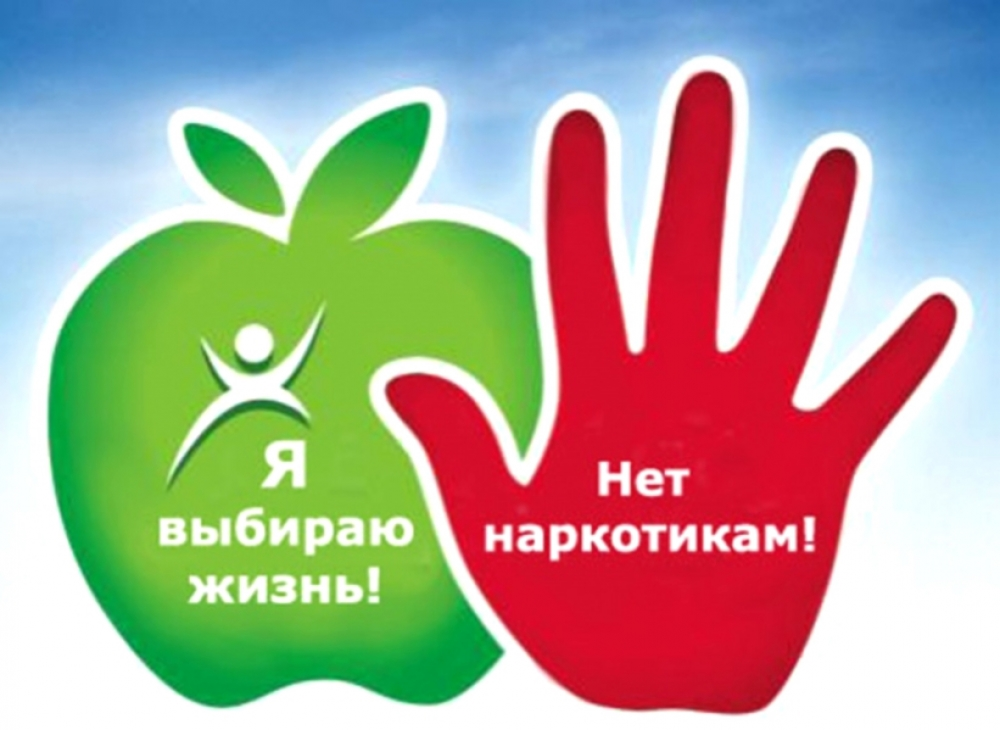 Я
выбираю
жизнь!
Нет
наркотикам!